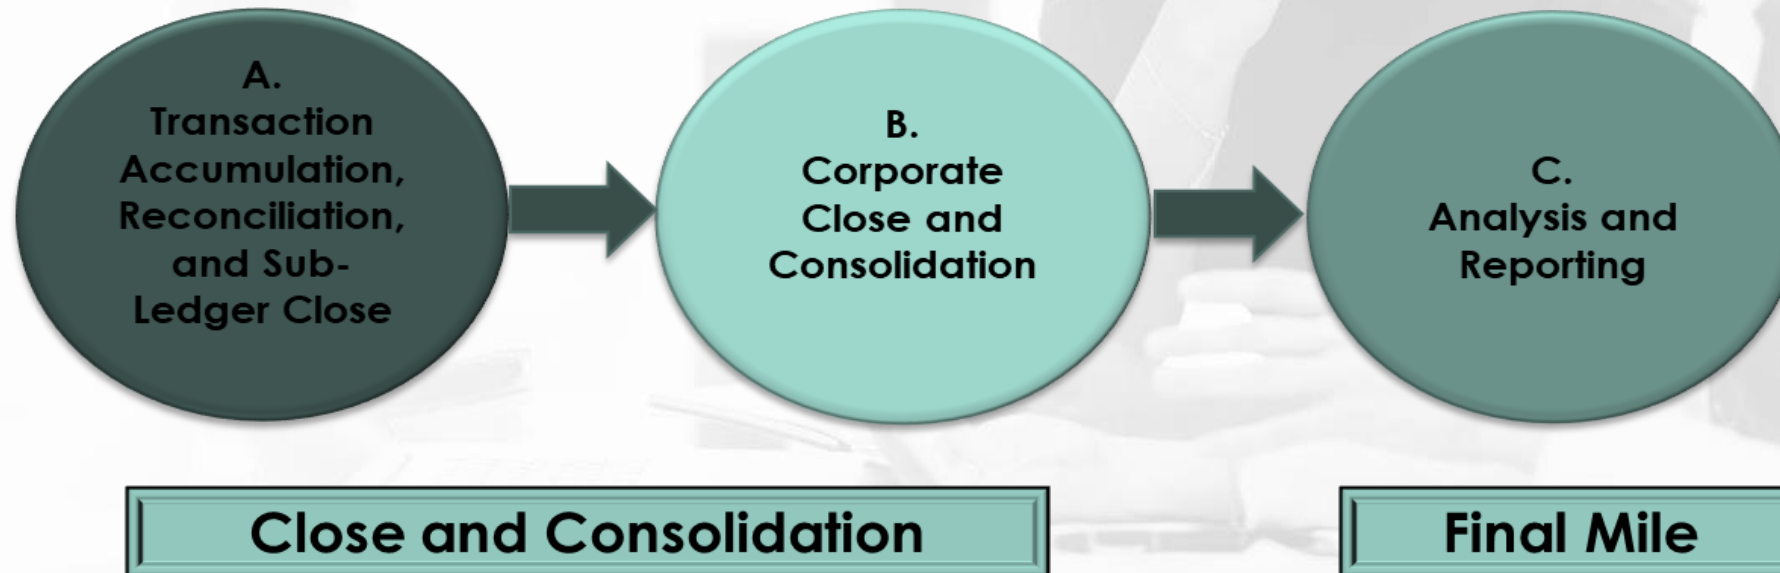 A.
Transaction
Accumulation,
Reconciliation,
and Sub-
Ledger Close
B.
Corporate
Close and
Consolidation
C.
Analysis and
Reporting
Close and Consolidation
Final Mile